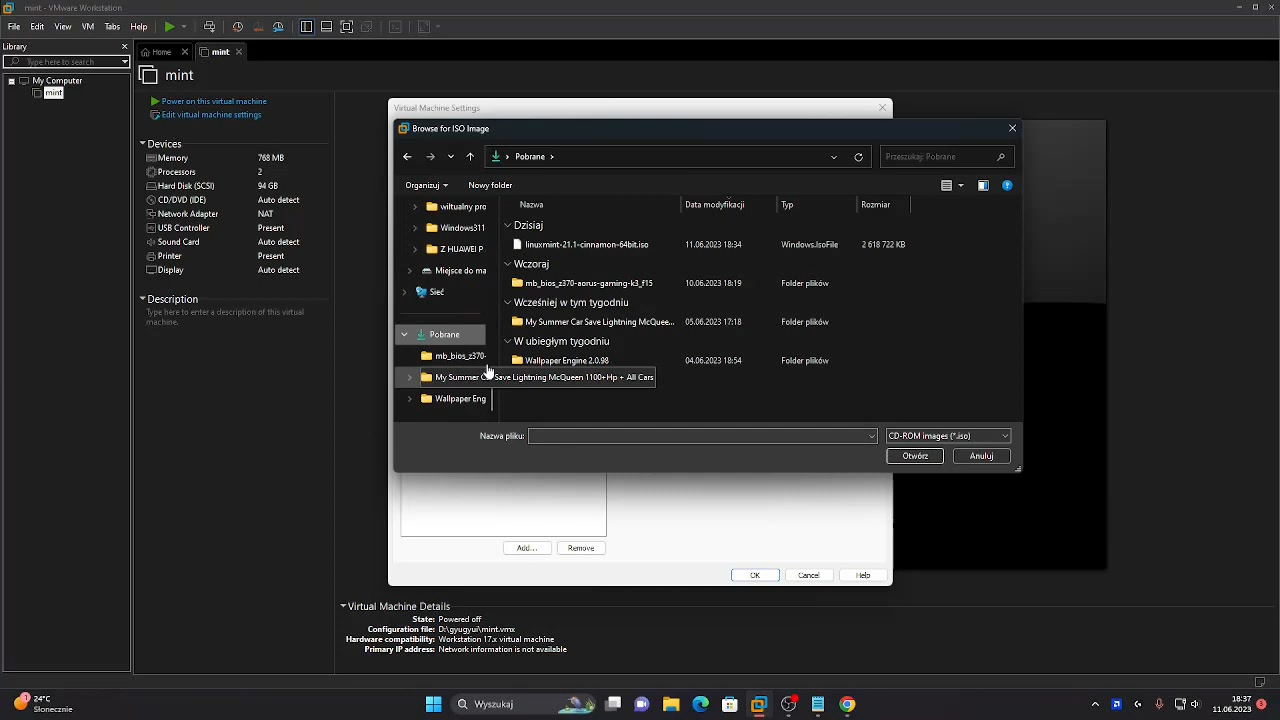 mint - VMware Workstation
File Edit View VM Tabs Help
Library
Type here to search
My Computer
mint
Home
mint
mint
Power on this virtual machine
Edit virtual machine settings
Devices
Memory 768 MB
Processors 2
Hard Disk (SCSI) 94 GB
CD/DVD (IDE) Auto detect
Network Adapter NAT
USB Controller Present
Sound Card Auto detect
Printer Present
Display Auto detect
Description
Type here to enter a description of this virtual
machine.
Virtual Machine Settings
Browse for ISO Image
Pobrane
Przeszukaj: Pobrane
Organizuj Nowy folder
wiltualny pro
Windows311
Z HUAWEI P
Miejsce do ma
Sieć
Pobrane
mb_bios_z370-
My Summer Car Save Lightning McQueen 1100+Hp + All Cars
Wallpaper Eng
Nazwa Data modyfikacji Typ Rozmiar
Dzisiaj
linuxmint-21.1-cinnamon-64bit.iso 11.06.2023 18:34 Windows.IsoFile 2 618 722 KB
Wczoraj
mb_bios_z370-aorus-gaming-k3_f15 10.06.2023 18:19 Folder plików
Wcześniej w tym tygodniu
My Summer Car Save Lightning McQuee... 05.06.2023 17:18 Folder plików
W ubiegłym tygodniu
Wallpaper Engine 2.0.98 04.06.2023 18:54 Folder plików
Nazwa pliku: CD-ROM images (*.iso)
Otwórz Anuluj
Add... Remove
OK Cancel Help
Virtual Machine Details
State: Powered off
Configuration file: D:\gyugyui\mint.vmx
Hardware compatibility: Workstation 17.x virtual machine
Primary IP address: Network information is not available
1
24°C
Słonecznie
Wyszukaj
18:37
11.06.2023
3